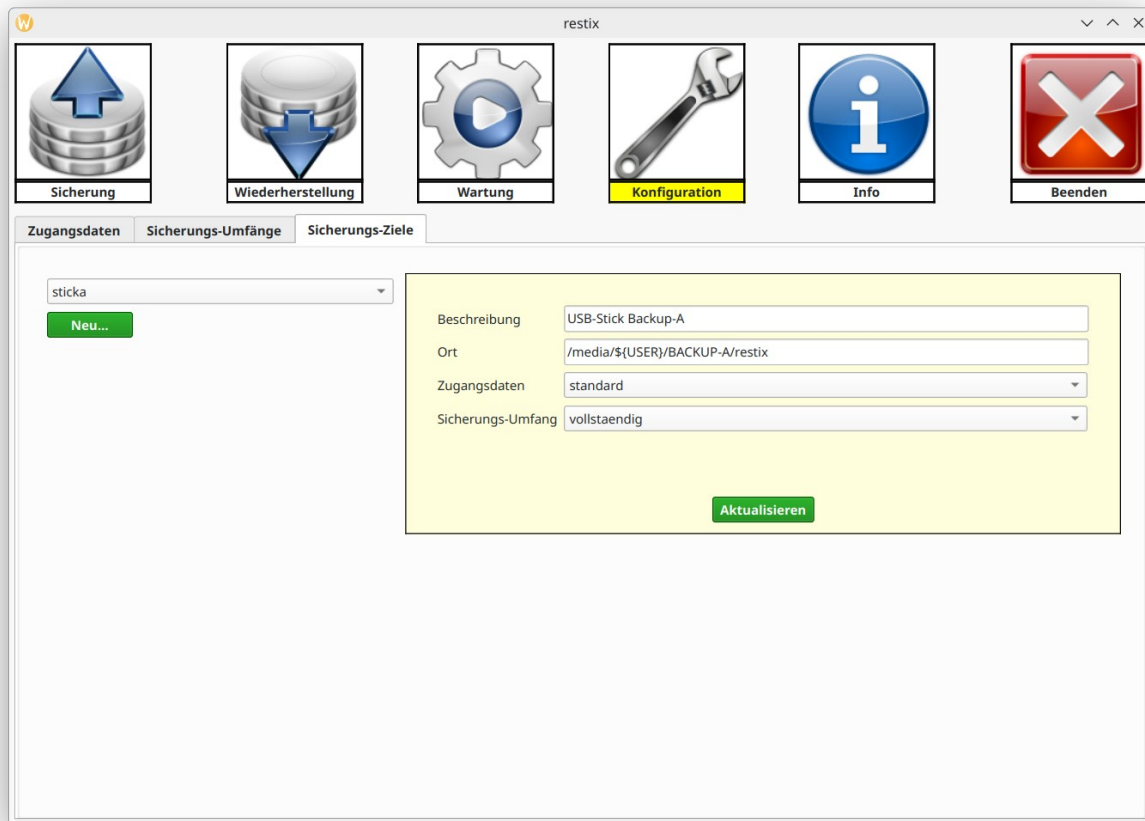 restix
Sicherung
Wiederherstellung
Wartung
Konfiguration
Info
Beenden
Zugangsdaten
Sicherungs-Umfänge
Sicherungs-Ziele
sticka
Neu...
Beschreibung
USB-Stick Backup-A
Ort
/media/${USER}/BACKUP-A/restix
Zugangsdaten
standard
Sicherungs-Umfang
vollstaendig
Aktualisieren